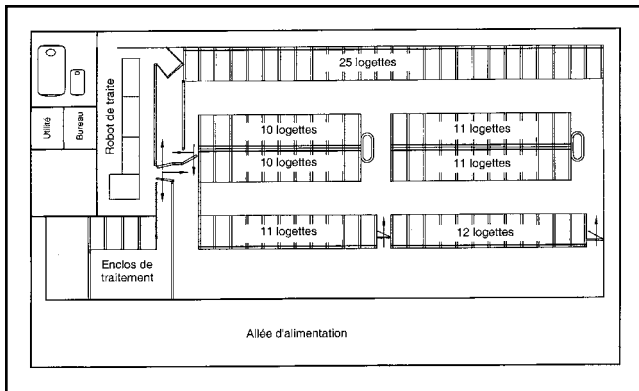 25 logettes
Utilité
Bureau
Robot de traite
10 logettes
11 logettes
10 logettes
11 logettes
11 logettes
12 logettes
Enclos de
traitement
Allée d'alimentation